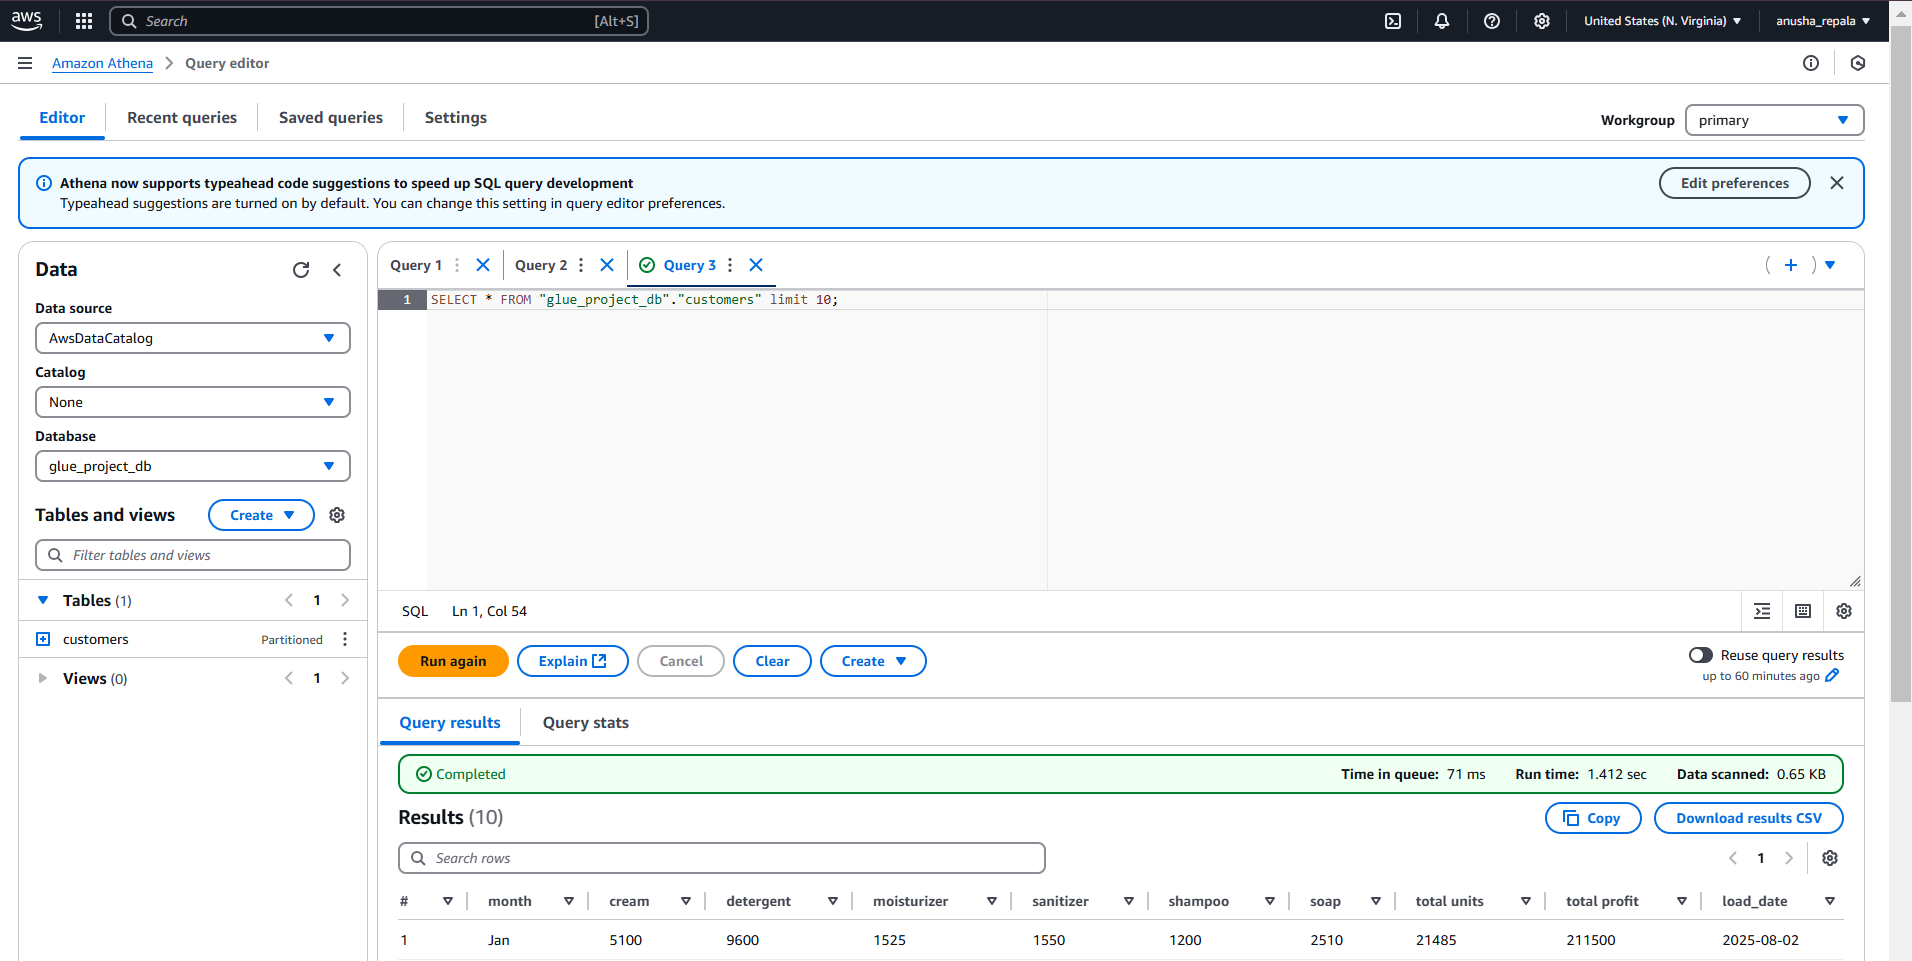 aws Search [Alt+S] United States (N. Virginia) anusha_repala
Amazon Athena Query editor
Editor Recent queries Saved queries Settings Workgroup primary
Athena now supports typeahead code suggestions to speed up SQL query development
Typeahead suggestions are turned on by default. You can change this setting in query editor preferences.
Edit preferences
Data
Data source
AwsDataCatalog
Catalog
None
Database
glue_project_db
Tables and views Create
Filter tables and views
Tables (1) 1
customers Partitioned
Views (0) 1
Query 1 Query 2 Query 3
1 SELECT * FROM "glue_project_db"."customers" limit 10;
SQL Ln 1, Col 54
Run again Explain Cancel Clear Create
Reuse query results
up to 60 minutes ago
Query results Query stats
Completed Time in queue: 71 ms Run time: 1.412 sec Data scanned: 0.65 KB
Results (10) Copy Download results CSV
Search rows 1
# month cream detergent moisturizer sanitizer shampoo soap total units total profit load_date
1 Jan 5100 9600 1525 1550 1200 2510 21485 211500 2025-08-02